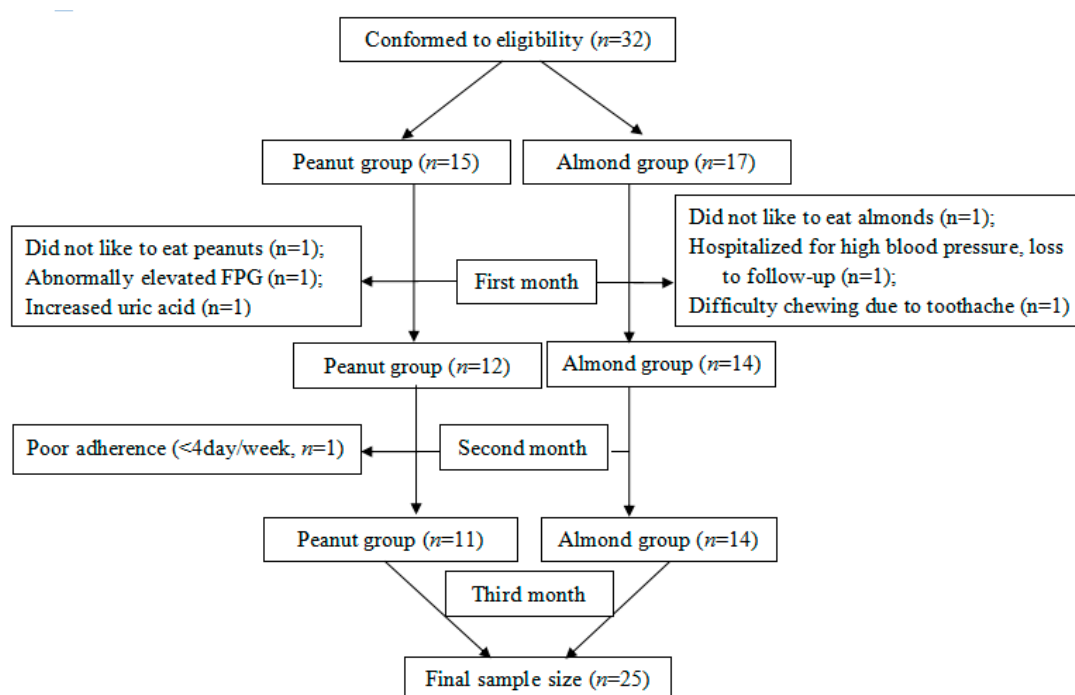 Conformed to eligibility (n=32)
Peanut group (n=15)
Almond group (n=17)
Did not like to eat peanuts (n=1);
Abnormally elevated FPG (n=1);
Increased uric acid (n=1)
First month
Did not like to eat almonds (n=1);
Hospitalized for high blood pressure, loss
to follow-up (n=1);
Difficulty chewing due to toothache (n=1)
Peanut group (n=12)
Almond group (n=14)
Poor adherence (<4day/week, n=1)
Second month
Peanut group (n=11)
Almond group (n=14)
Third month
Final sample size (n=25)